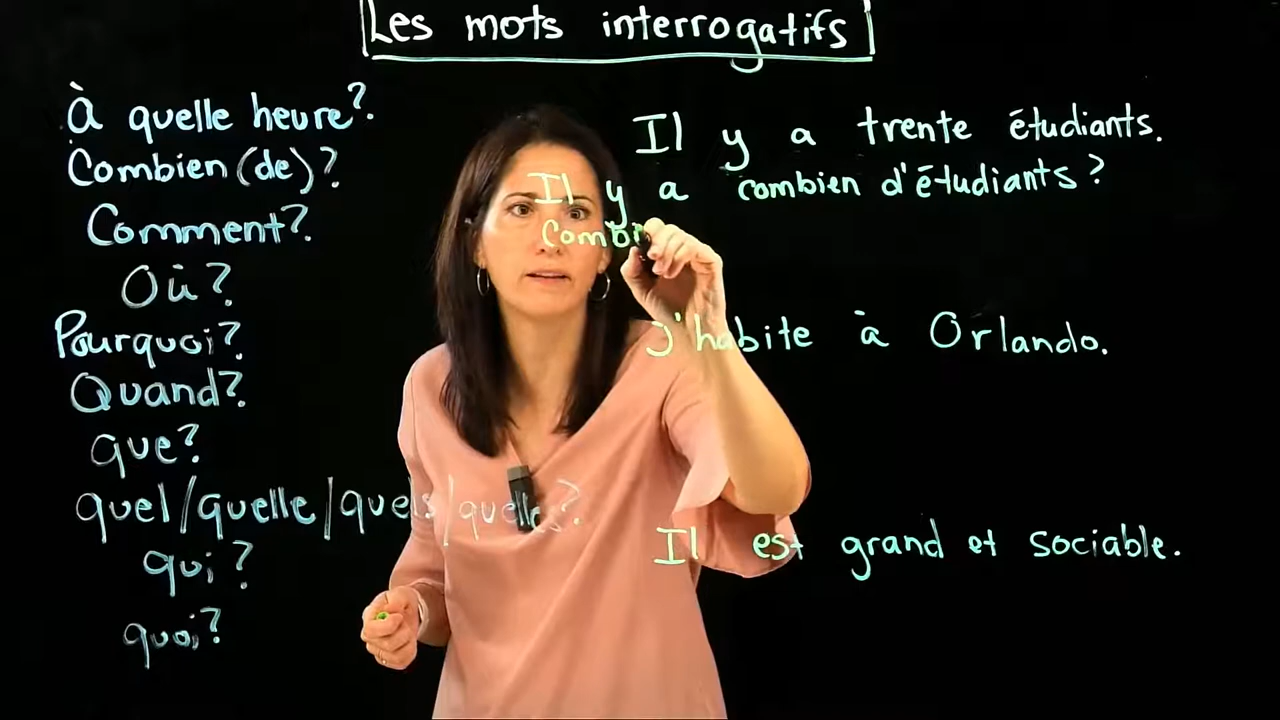 Les mots interrogatifs
À quelle heure?
Combien (de)?
Comment?
Où?
Pourquoi?
Quand?
que?
quel/quelle/quels/quelles?
qui?
quoi?
Il y a trente étudiants.
Il y a combien d'étudiants?
Combi
J'habite à Orlando.
Il est grand et sociable.